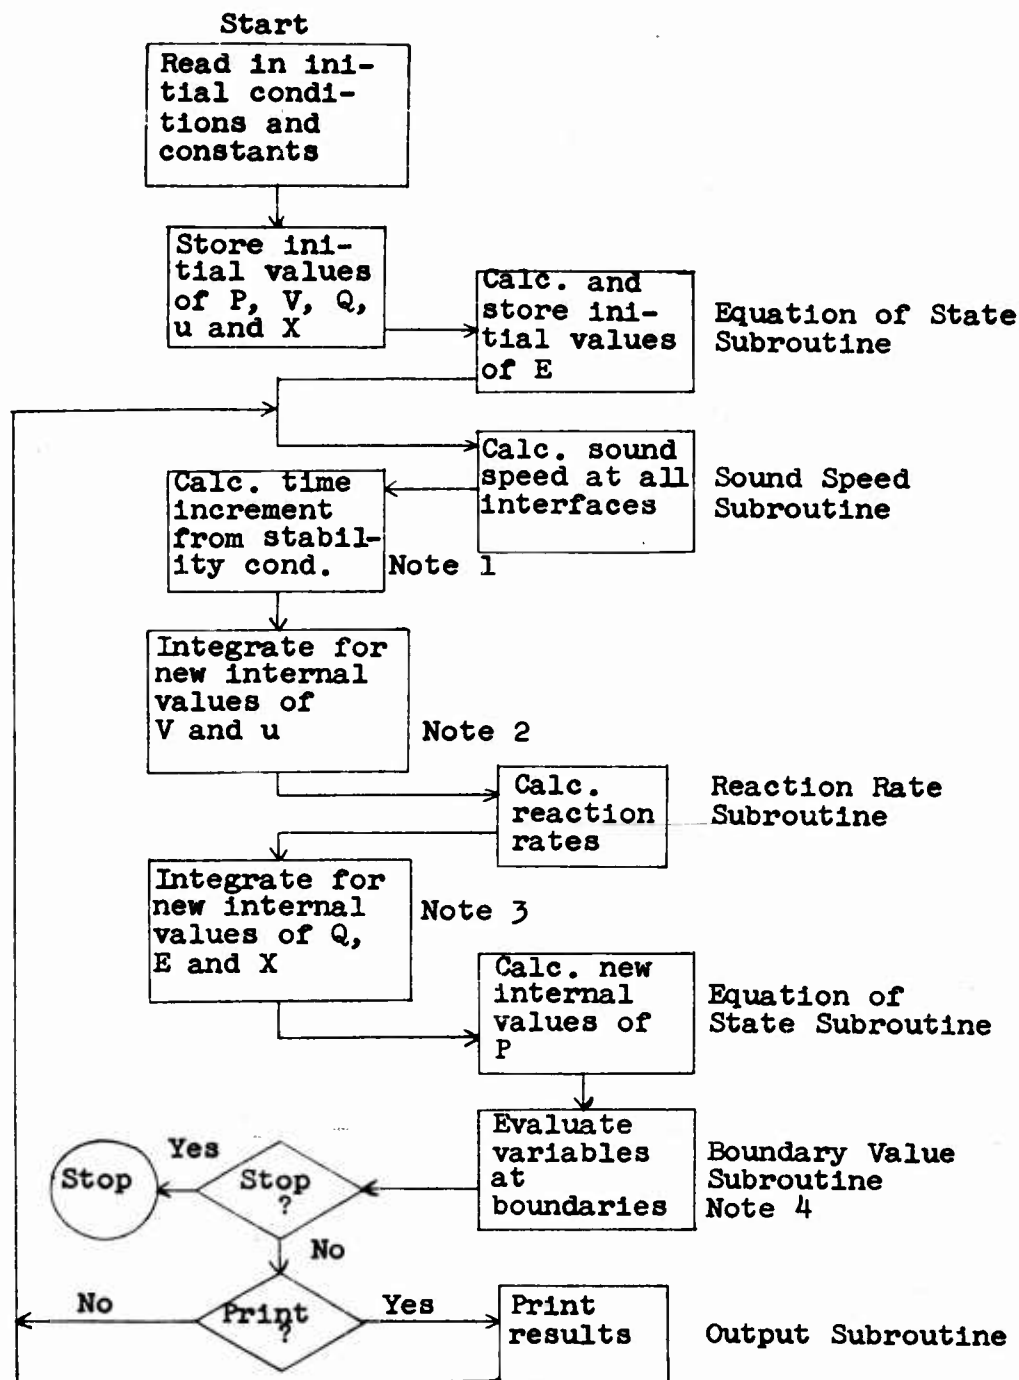 Start
Read in ini-
tial condi-
tions and
constants
Store ini-
tial values
of P, V, Q,
u and X
Calc. and
store ini-
tial values
of E
Equation of State
Subroutine
Calc. sound
speed at all
interfaces
Sound Speed
Subroutine
Calc. time
increment
from stabil-
ity cond.
Note 1
Integrate for
new internal
values of
V and u
Note 2
Calc.
reaction
rates
Reaction Rate
Subroutine
Integrate for
new internal
values of Q,
E and X
Note 3
Calc. new
internal
values of
P
Equation of
State Subroutine
Evaluate
variables
at
boundaries
Boundary Value
Subroutine
Note 4
Stop
?
Yes
Stop
No
Print
?
No
Yes
Print
results
Output Subroutine